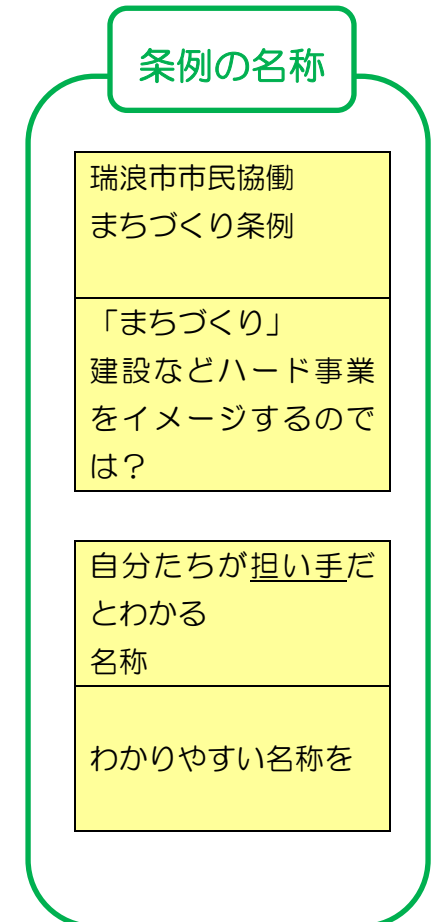 条例の名称
瑞浪市市民協働
まちづくり条例
「まちづくり」
建設などハード事業
をイメージするので
は？
自分たちが担い手だ
とわかる
名称
わかりやすい名称を